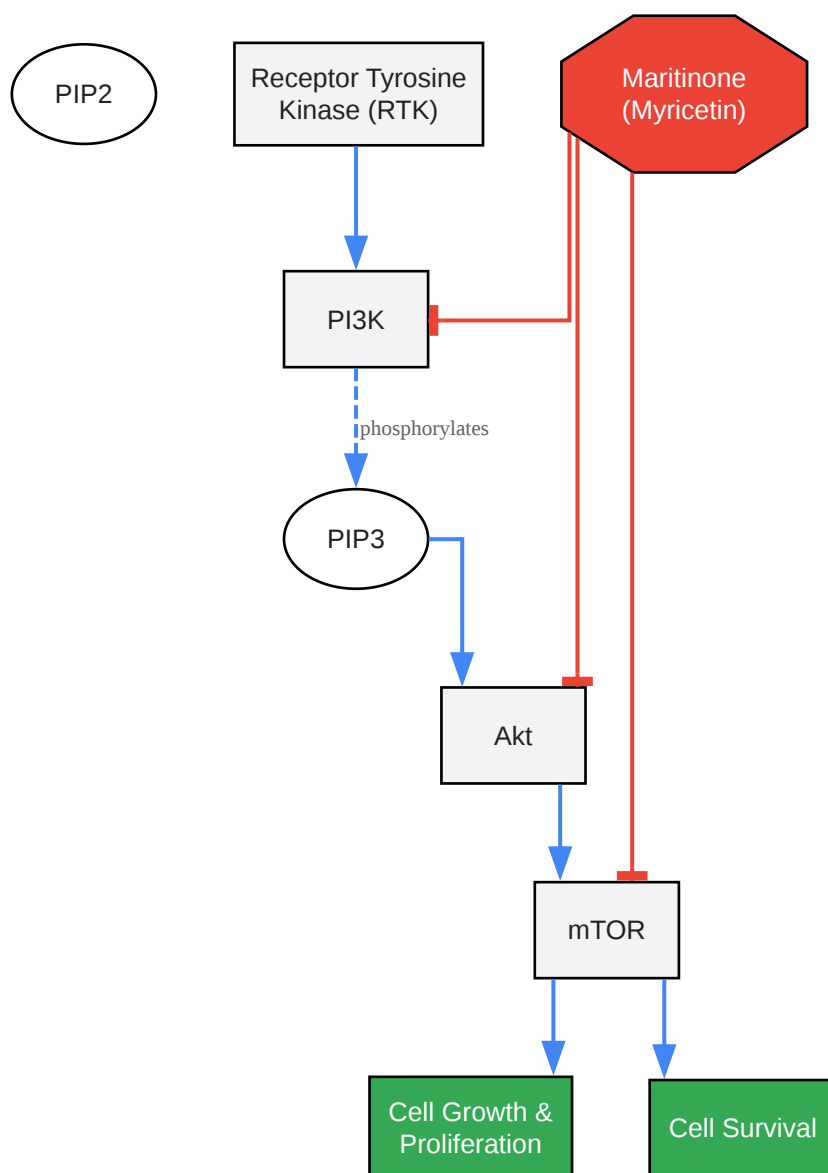 PIP2
Receptor Tyrosine
Kinase (RTK)
Maritinone
(Myricetin)
PI3K
phosphorylates
PIP3
Akt
mTOR
Cell Growth &
Proliferation
Cell Survival